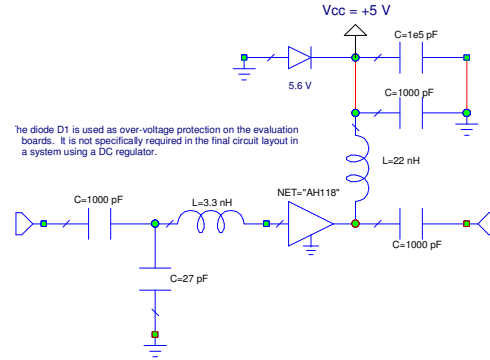 Vcc = +5 V
C=1e5 pF
5.6 V
C=1000 pF
he diode D1 is used as over-voltage protection on the evaluation
boards. It is not specifically required in the final circuit layout in
a system using a DC regulator.
L=22 nH
C=1000 pF
L=3.3 nH
NET="AH118"
C=1000 pF
C=27 pF